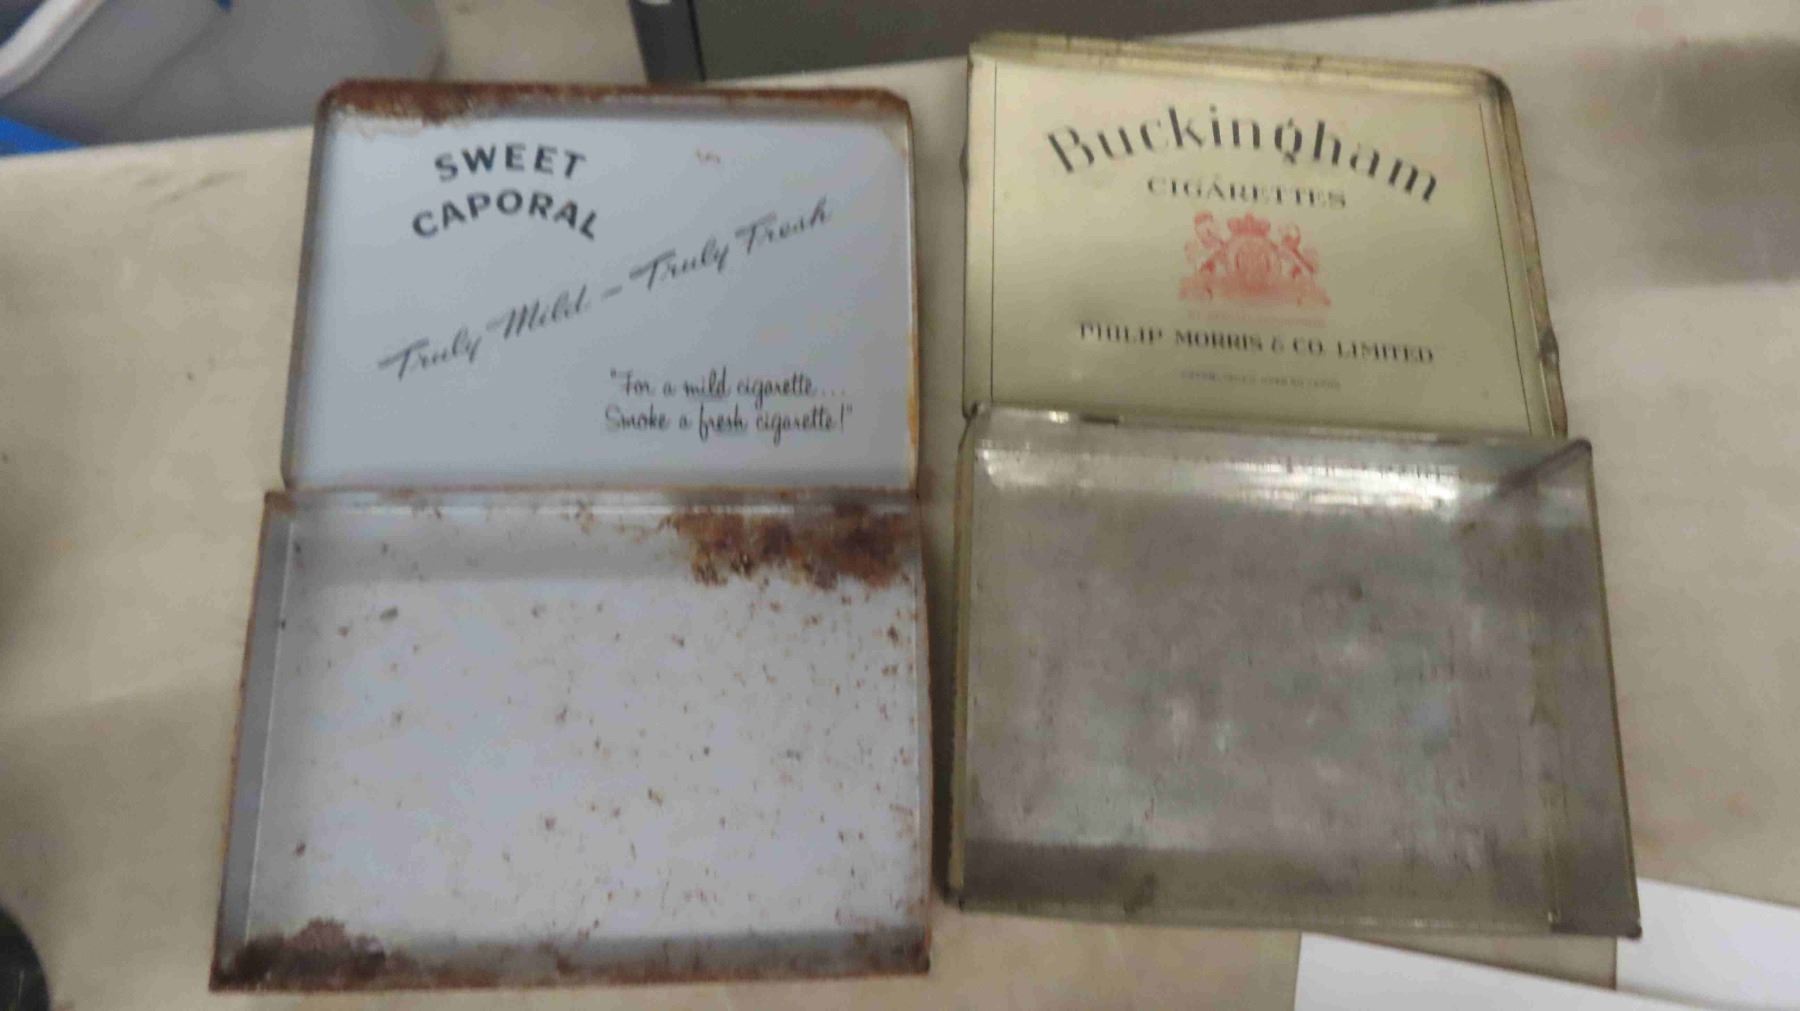 SWEET
CAPORAL
Truly Mild – Truly Fresh
"For a mild cigarette...
Smoke a fresh cigarette!"
Buckingham
CIGARETTES
PHILIP MORRIS & CO. LIMITED